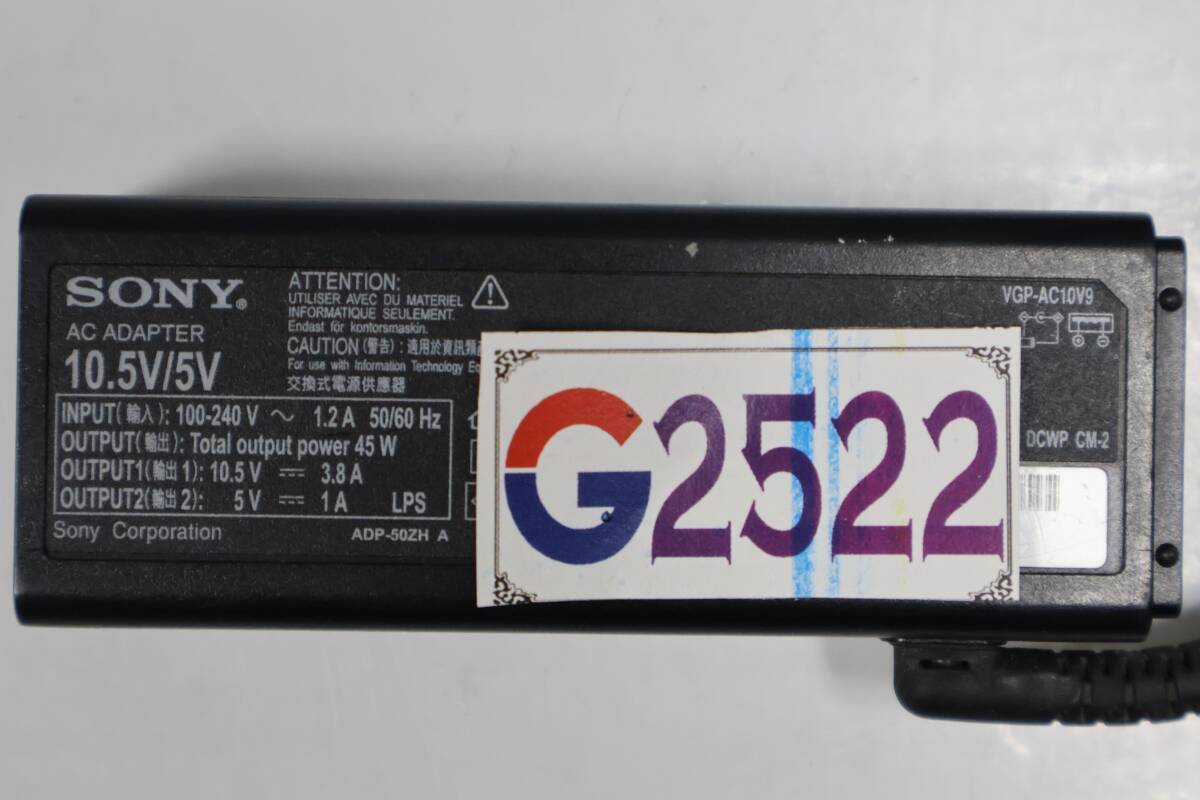 SONY®
AC ADAPTER
10.5V/5V
ATTENTION:
UTILISER AVEC DU MATERIEL
INFORMATIQUE SEULEMENT.
Endast för kontorsmaskin.
CAUTION(警告):適用於資訊類
For use with Information Technology
交換式電源供應器
INPUT(輸入): 100-240 V ～ 1.2 A 50/60 Hz
OUTPUT(輸出): Total output power 45 W
OUTPUT1(輸出 1): 10.5 V ⎓ 3.8 A
OUTPUT2(輸出 2): 5 V ⎓ 1 A LPS
Sony Corporation
ADP-50ZH A
G2522
VGP-AC10V9
DCWP CM-2